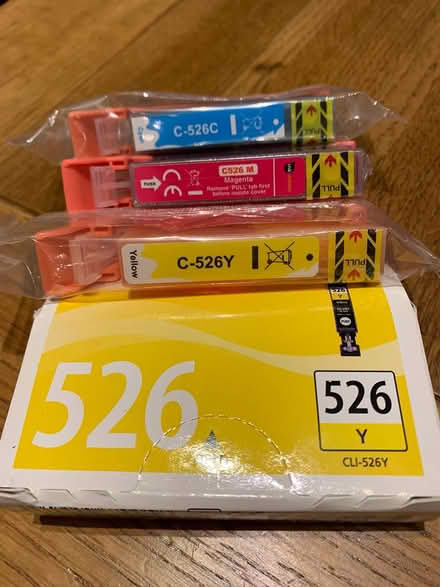 C-526C
PULL
C526 M
Magenta
Remove 'PULL' tab first
before inside cover
PULL
Yellow
C-526Y
PULL
526
Y
526
526
Y
CLI-526Y